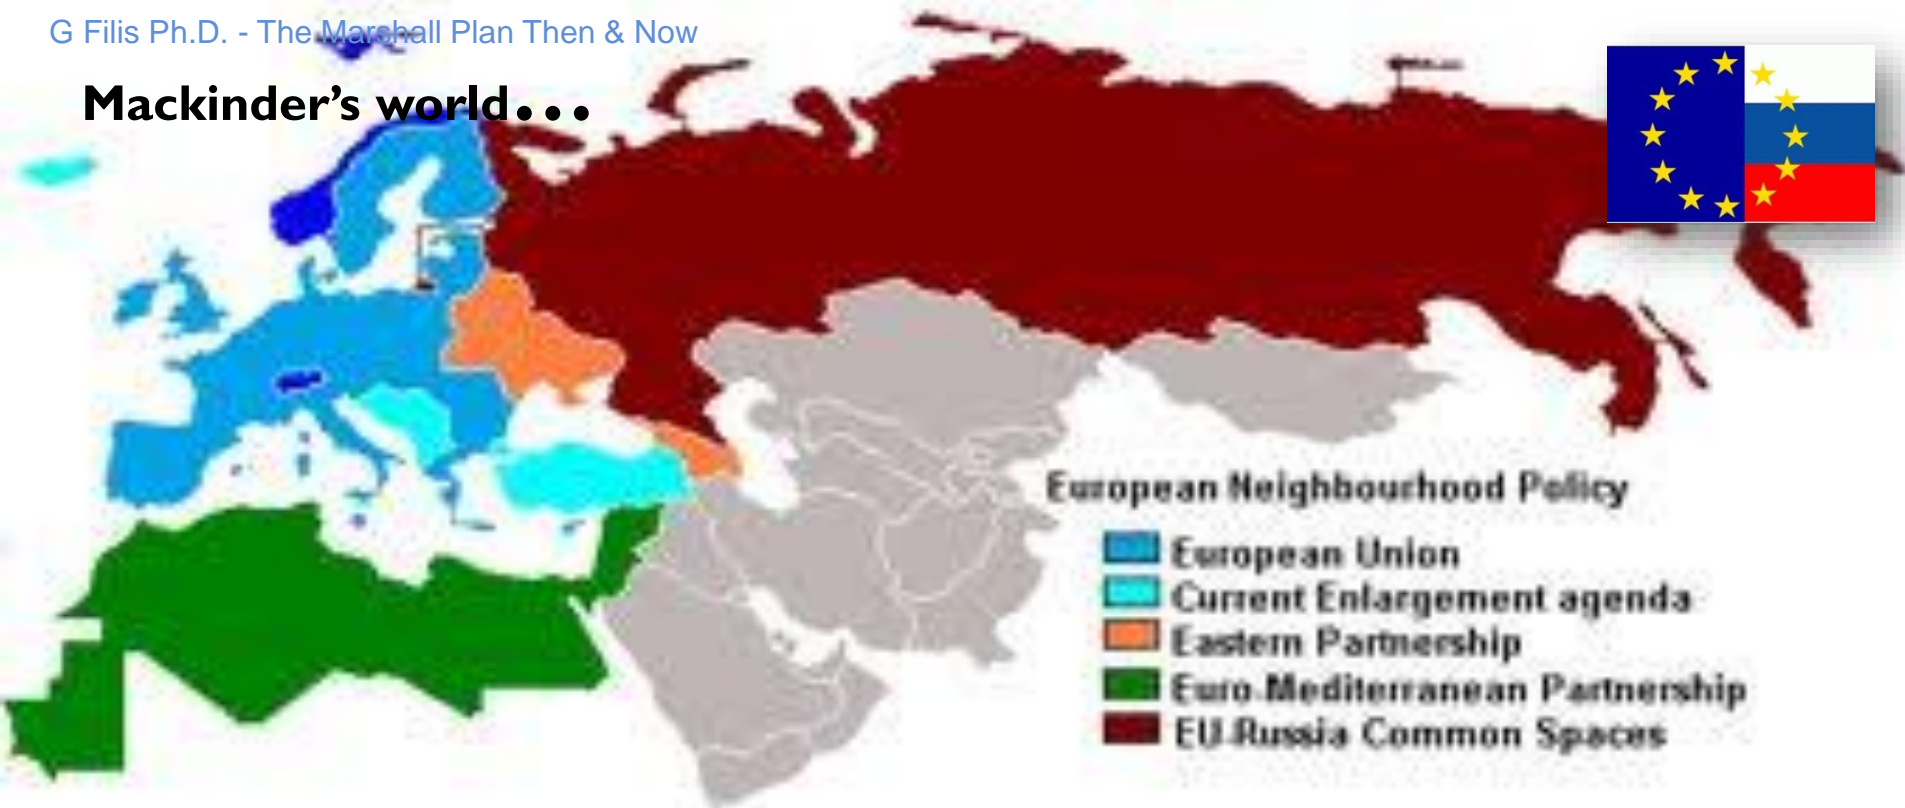 G Filis Ph.D. - The Marshall Plan Then & Now
Mackinder’s world…
European Neighbourhood Policy
European Union
Current Enlargement agenda
Eastern Partnership
Euro-Mediterranean Partnership
EU-Russia Common Spaces